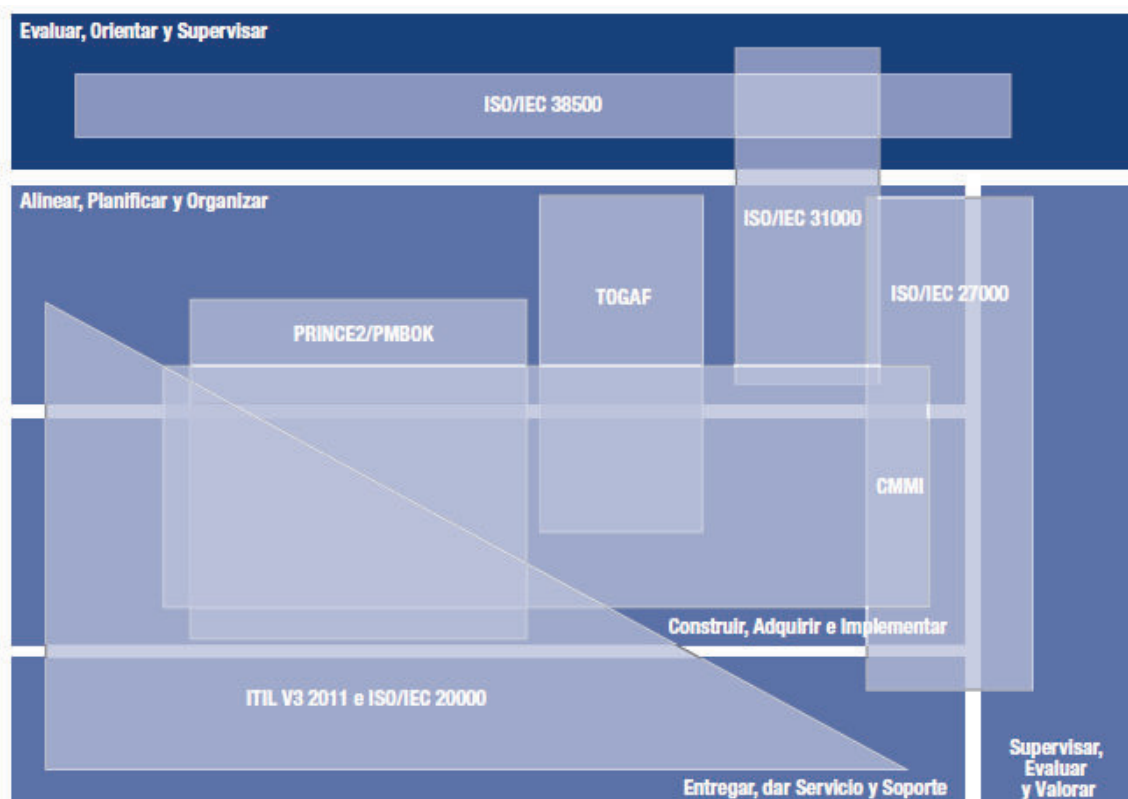 Evaluar, Orientar y Supervisar
ISO/IEC 38500
Alinear, Planificar y Organizar
ISO/IEC 31000
TOGAF
ISO/IEC 27000
PRINCE2/PMBOK
CMMI
Construir, Adquirir e Implementar
ITIL V3 2011 e ISO/IEC 20000
Entregar, dar Servicio y Soporte
Supervisar,
Evaluar
y Valorar